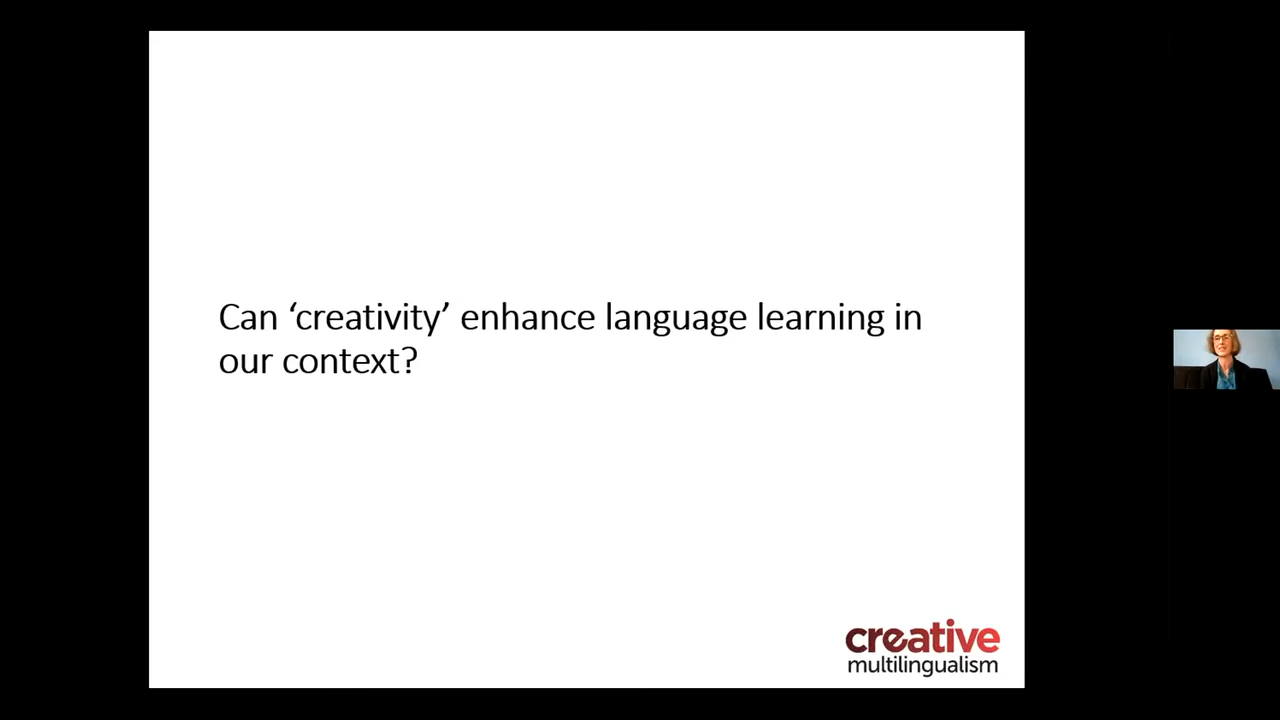 Can ‘creativity’ enhance language learning in
our context?
creative
multilingualism